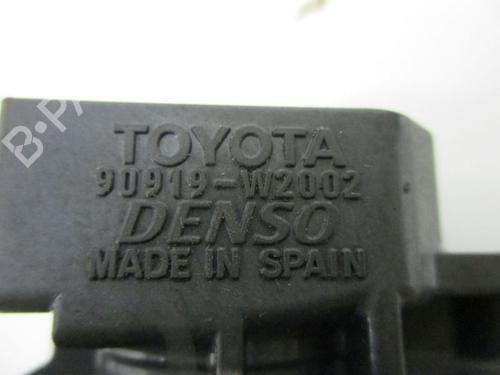 TOYOTA
90919-W2002
DENSO
MADE IN SPAIN